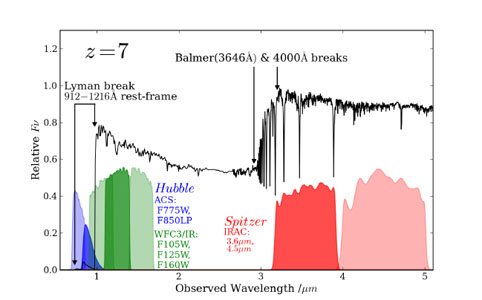 z=7
Balmer(3646Å) & 4000Å breaks
Lyman break
912−1216Å rest-frame
Hubble
ACS:
F775W,
F850LP
WFC3/IR:
F105W,
F125W,
F160W
Spitzer
IRAC:
3.6μm,
4.5μm
Relative Fν
1.2
1.0
0.8
0.6
0.4
0.2
0.0
1 2 3 4 5
Observed Wavelength /μm